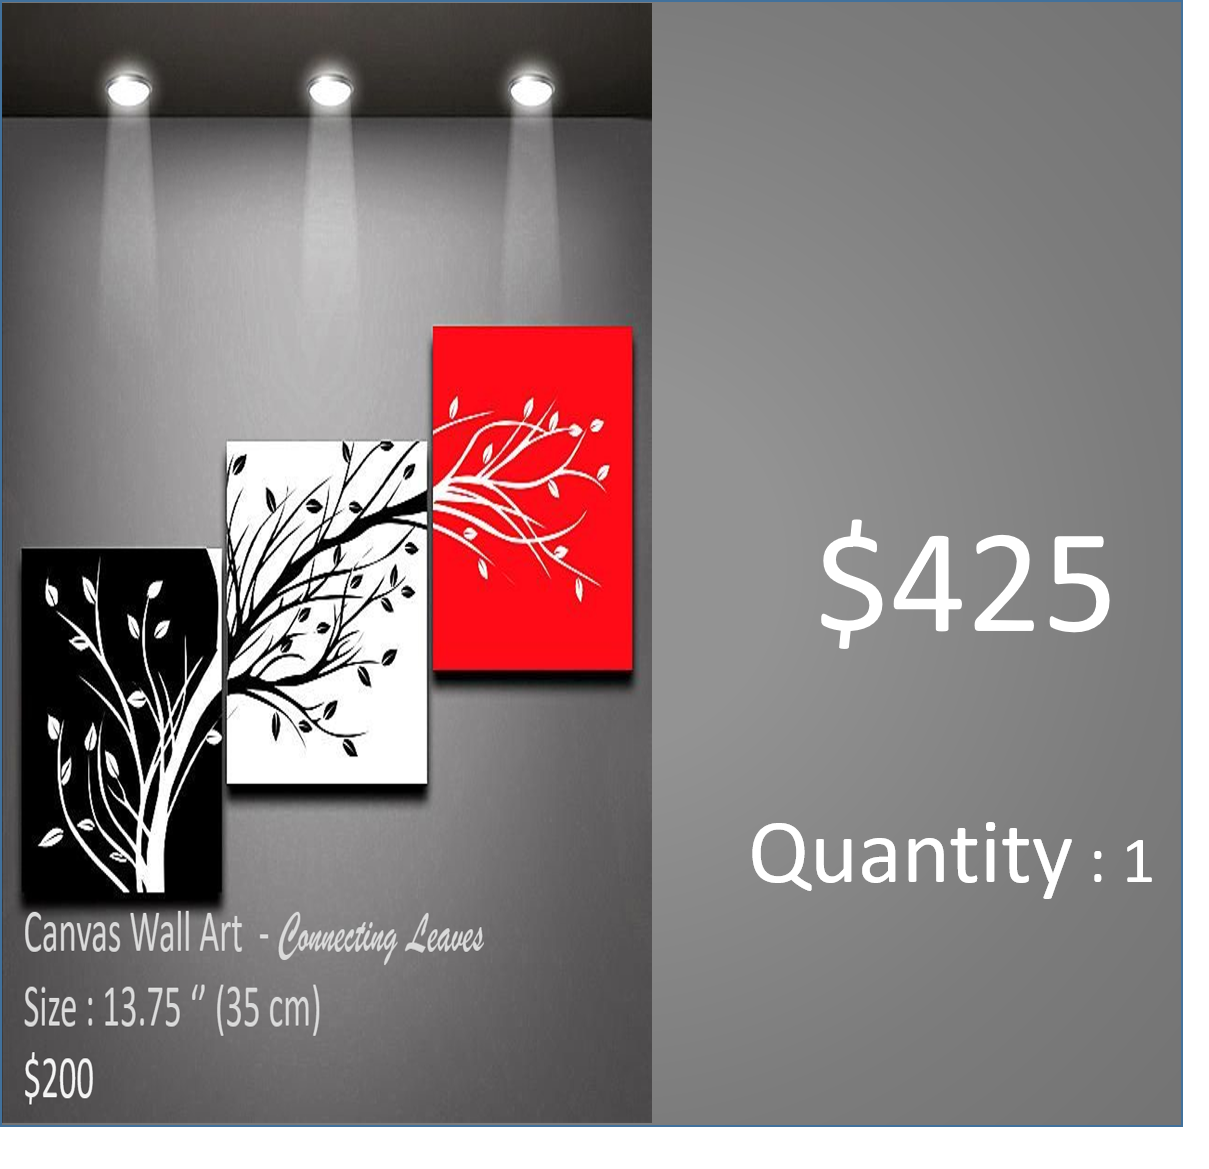 Canvas Wall Art - Connecting Leaves
Size : 13.75 ‘’ (35 cm)
$200
$425
Quantity : 1